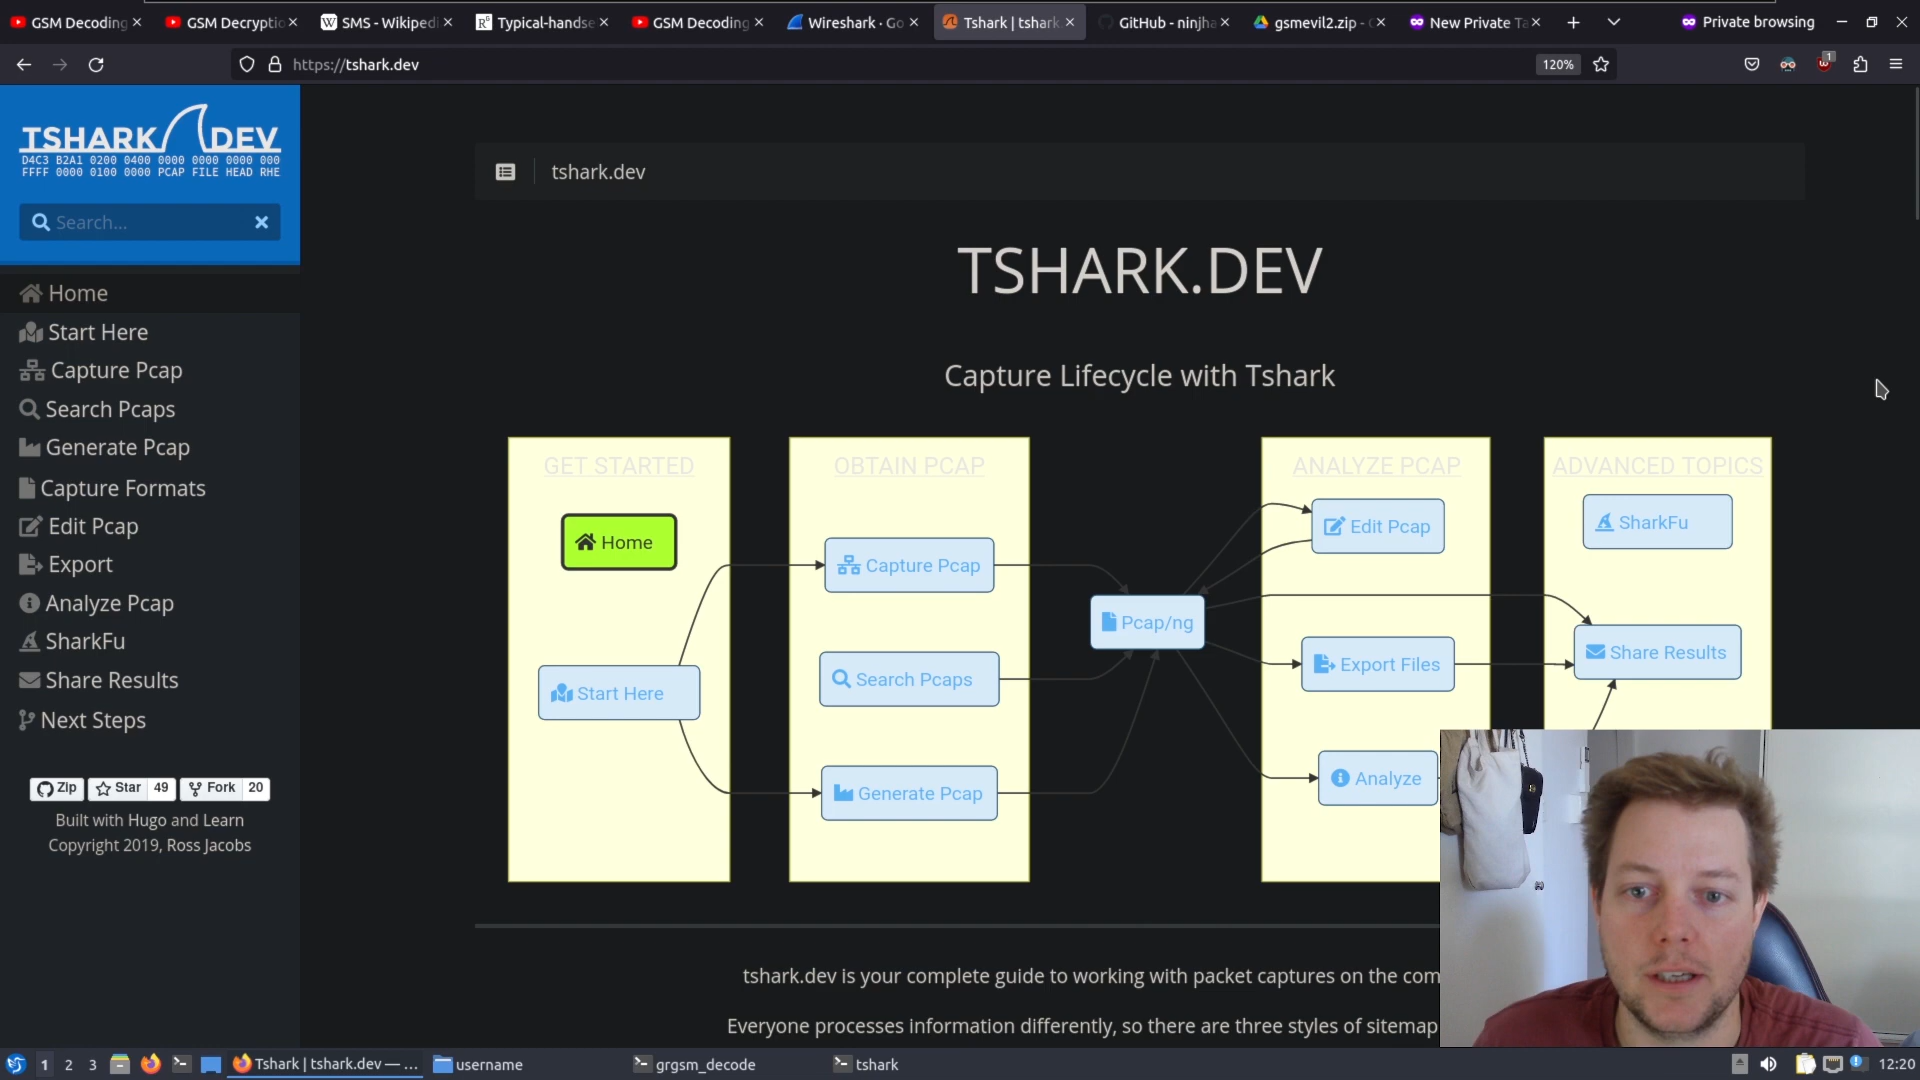 GSM Decoding
GSM Decryptio
SMS - Wikiped
Typical-handse
GSM Decoding
Wireshark · Go
Tshark | tshark.
GitHub - ninjha
gsmevil2.zip -
New Private Ta
Private browsing
https://tshark.dev
120%
1
TSHARK DEV
D4C3 B2A1 0200 0400 0000 0000 0000 000
FFFF 0000 0100 0000 PCAP FILE HEAD RHE
Search...
Home
Start Here
Capture Pcap
Search Pcaps
Generate Pcap
Capture Formats
Edit Pcap
Export
Analyze Pcap
SharkFu
Share Results
Next Steps
Zip
Star 49
Fork 20
Built with Hugo and Learn
Copyright 2019, Ross Jacobs
tshark.dev
TSHARK.DEV
Capture Lifecycle with Tshark
GET STARTED
Home
Start Here
OBTAIN PCAP
Capture Pcap
Search Pcaps
Generate Pcap
Pcap/ng
ANALYZE PCAP
Edit Pcap
Export Files
Analyze
ADVANCED TOPICS
SharkFu
Share Results
tshark.dev is your complete guide to working with packet captures on the com
Everyone processes information differently, so there are three styles of sitemap
1 2 3
Tshark | tshark.dev — ...
username
grgsm_decode
tshark
12:20